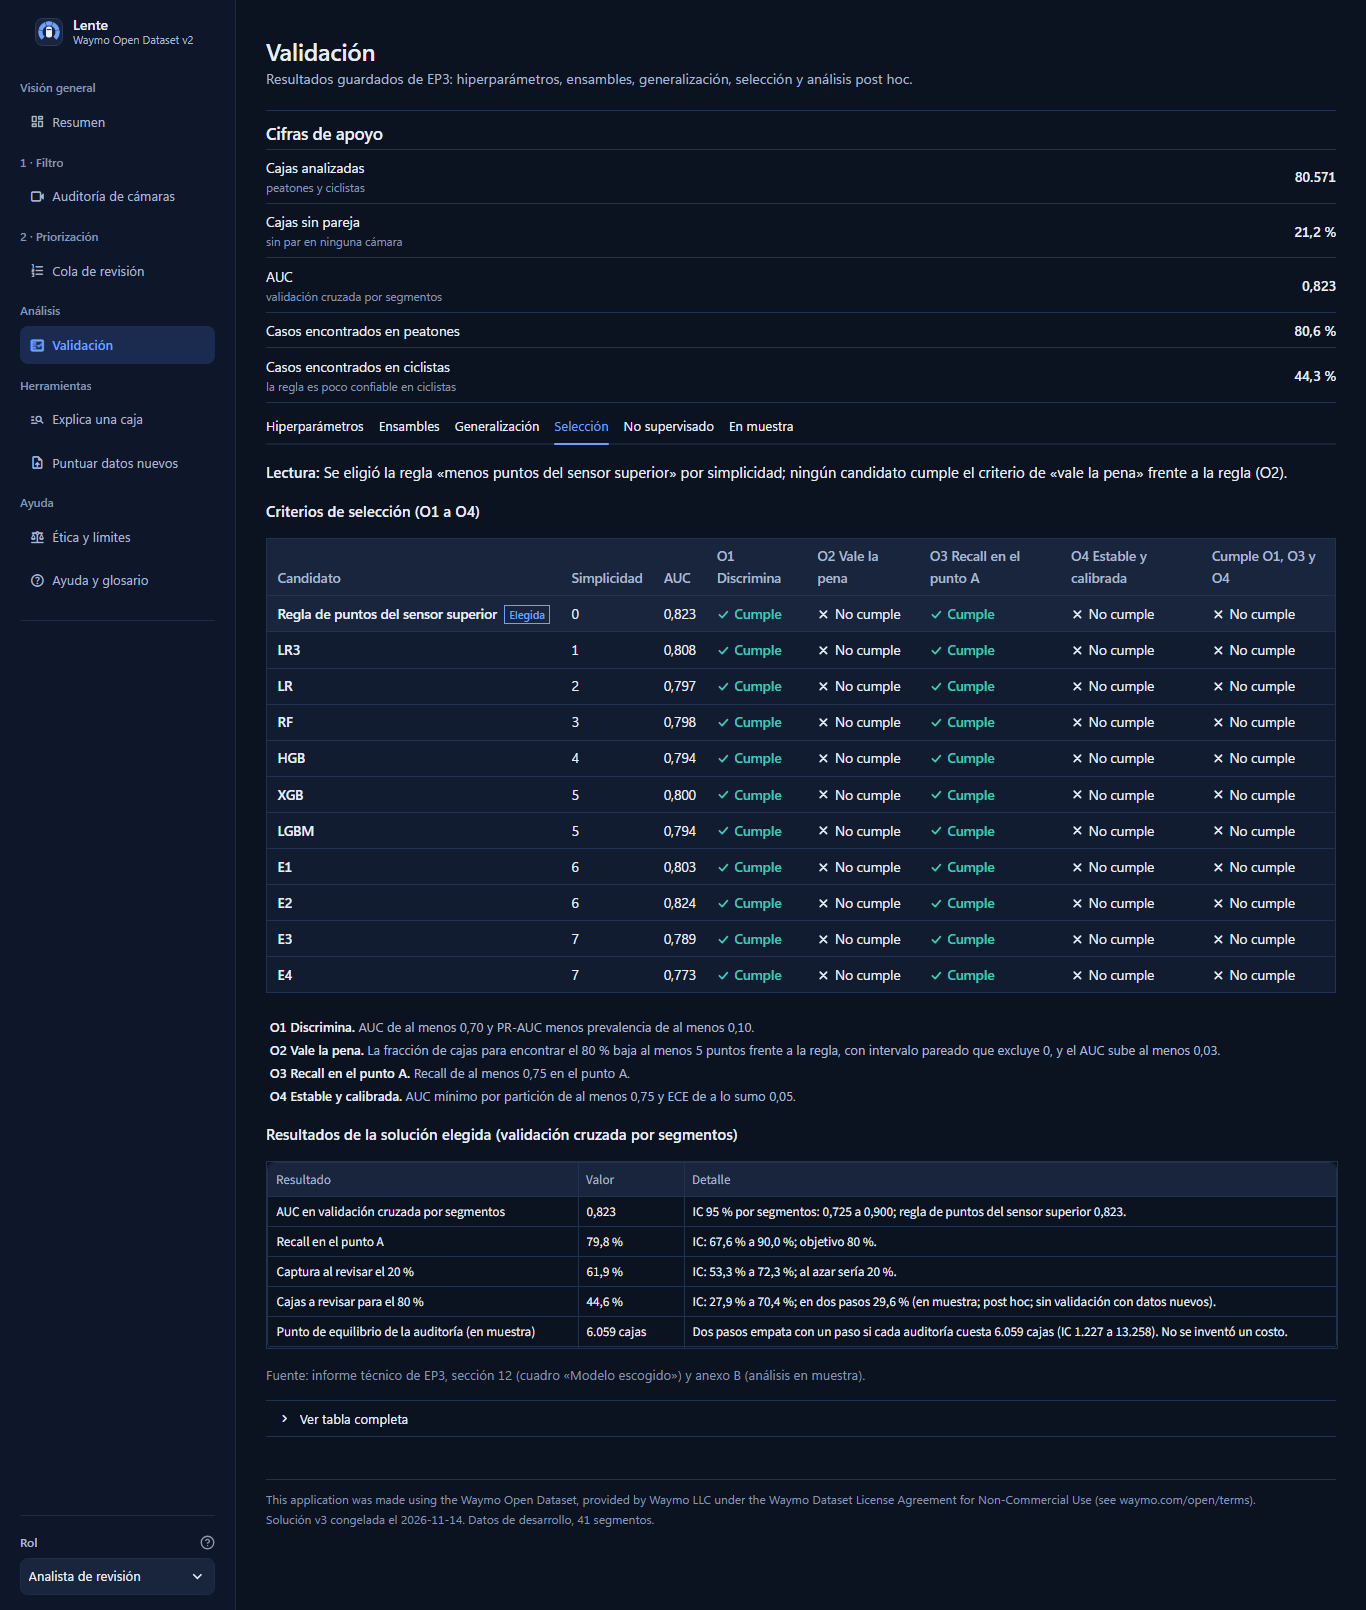 Lente
Waymo Open Dataset v2
Visión general
Resumen
1 · Filtro
Auditoría de cámaras
2 · Priorización
Cola de revisión
Análisis
Validación
Herramientas
Explica una caja
Puntuar datos nuevos
Ayuda
Ética y límites
Ayuda y glosario
Rol
Analista de revisión
Validación
Resultados guardados de EP3: hiperparámetros, ensambles, generalización, selección y análisis post hoc.
Cifras de apoyo
Cajas analizadas
peatones y ciclistas
80.571
Cajas sin pareja
sin par en ninguna cámara
21,2 %
AUC
validación cruzada por segmentos
0,823
Casos encontrados en peatones
80,6 %
Casos encontrados en ciclistas
la regla es poco confiable en ciclistas
44,3 %
Hiperparámetros Ensambles Generalización Selección No supervisado En muestra
Lectura: Se eligió la regla «menos puntos del sensor superior» por simplicidad; ningún candidato cumple el criterio de «vale la pena» frente a la regla (O2).
Criterios de selección (O1 a O4)
Candidato Simplicidad AUC O1 Discrimina O2 Vale la pena O3 Recall en el punto A O4 Estable y calibrada Cumple O1, O3 y O4
Regla de puntos del sensor superior Elegida 0 0,823 Cumple No cumple Cumple No cumple No cumple
LR3 1 0,808 Cumple No cumple Cumple No cumple No cumple
LR 2 0,797 Cumple No cumple Cumple No cumple No cumple
RF 3 0,798 Cumple No cumple Cumple No cumple No cumple
HGB 4 0,794 Cumple No cumple Cumple No cumple No cumple
XGB 5 0,800 Cumple No cumple Cumple No cumple No cumple
LGBM 5 0,794 Cumple No cumple Cumple No cumple No cumple
E1 6 0,803 Cumple No cumple Cumple No cumple No cumple
E2 6 0,824 Cumple No cumple Cumple No cumple No cumple
E3 7 0,789 Cumple No cumple Cumple No cumple No cumple
E4 7 0,773 Cumple No cumple Cumple No cumple No cumple
O1 Discrimina. AUC de al menos 0,70 y PR-AUC menos prevalencia de al menos 0,10.
O2 Vale la pena. La fracción de cajas para encontrar el 80 % baja al menos 5 puntos frente a la regla, con intervalo pareado que excluye 0, y el AUC sube al menos 0,03.
O3 Recall en el punto A. Recall de al menos 0,75 en el punto A.
O4 Estable y calibrada. AUC mínimo por partición de al menos 0,75 y ECE de a lo sumo 0,05.
Resultados de la solución elegida (validación cruzada por segmentos)
Resultado Valor Detalle
AUC en validación cruzada por segmentos 0,823 IC 95 % por segmentos: 0,725 a 0,900; regla de puntos del sensor superior 0,823.
Recall en el punto A 79,8 % IC: 67,6 % a 90,0 %; objetivo 80 %.
Captura al revisar el 20 % 61,9 % IC: 53,3 % a 72,3 %; al azar sería 20 %.
Cajas a revisar para el 80 % 44,6 % IC: 27,9 % a 70,4 %; en dos pasos 29,6 % (en muestra; post hoc; sin validación con datos nuevos).
Punto de equilibrio de la auditoría (en muestra) 6.059 cajas Dos pasos empata con un paso si cada auditoría cuesta 6.059 cajas (IC 1.227 a 13.258). No se inventó un costo.
Fuente: informe técnico de EP3, sección 12 (cuadro «Modelo escogido») y anexo B (análisis en muestra).
Ver tabla completa
This application was made using the Waymo Open Dataset, provided by Waymo LLC under the Waymo Dataset License Agreement for Non-Commercial Use (see waymo.com/open/terms).
Solución v3 congelada el 2026-11-14. Datos de desarrollo, 41 segmentos.